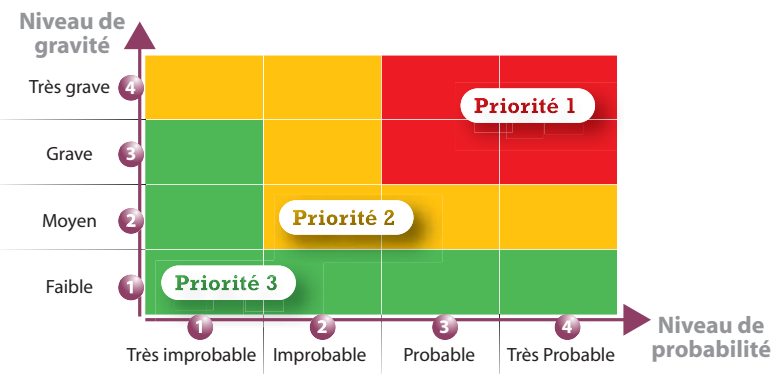 Niveau de
gravité
Très grave 4
Priorité 1
Grave 3
Moyen 2
Priorité 2
Faible 1
Priorité 3
1 2 3 4
Très improbable Improbable Probable Très Probable
Niveau de
probabilité